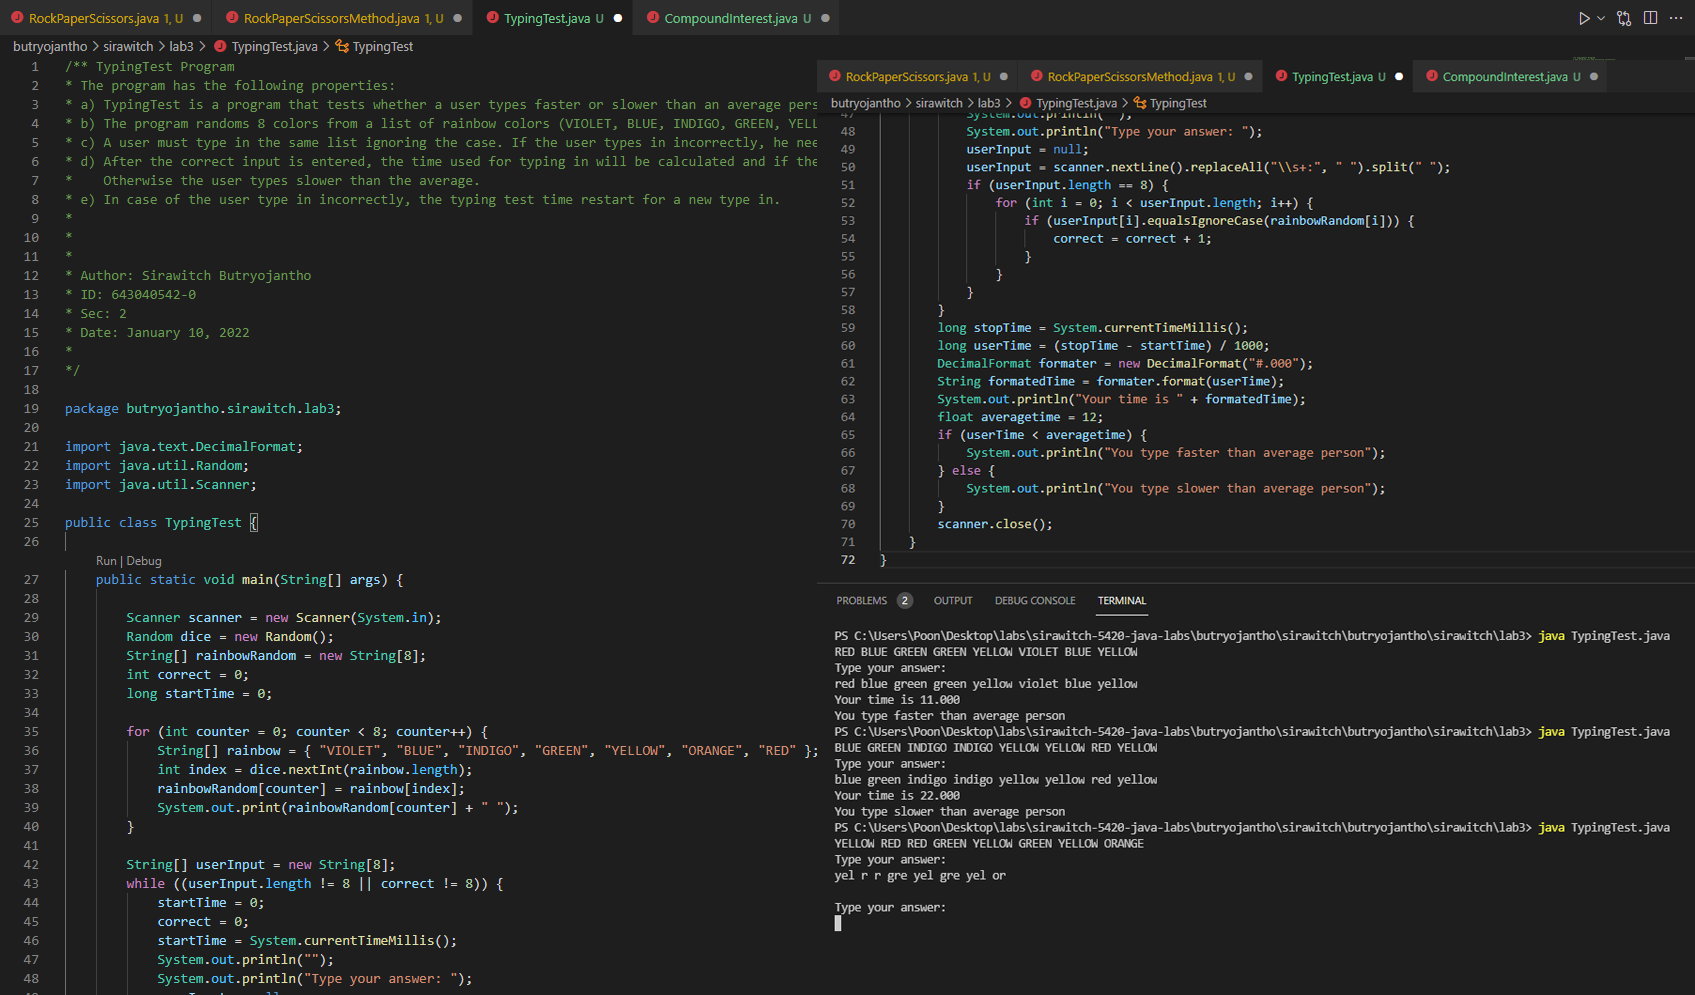 RockPaperScissors.java 1, U ● RockPaperScissorsMethod.java 1, U ● TypingTest.java U ● CompoundInterest.java U ●
butryojantho > sirawitch > lab3 > TypingTest.java > TypingTest
1 /** TypingTest Program
2 * The program has the following properties:
3 * a) TypingTest is a program that tests whether a user types faster or slower than an average pers
4 * b) The program randoms 8 colors from a list of rainbow colors (VIOLET, BLUE, INDIGO, GREEN, YELL
5 * c) A user must type in the same list ignoring the case. If the user types in incorrectly, he nee
6 * d) After the correct input is entered, the time used for typing in will be calculated and if the
7 * Otherwise the user types slower than the average.
8 * e) In case of the user type in incorrectly, the typing test time restart for a new type in.
9 *
10 *
11 *
12 * Author: Sirawitch Butryojantho
13 * ID: 643040542-0
14 * Sec: 2
15 * Date: January 10, 2022
16 *
17 */
18
19 package butryojantho.sirawitch.lab3;
20
21 import java.text.DecimalFormat;
22 import java.util.Random;
23 import java.util.Scanner;
24
25 public class TypingTest {
26
Run | Debug
27 public static void main(String[] args) {
28
29 Scanner scanner = new Scanner(System.in);
30 Random dice = new Random();
31 String[] rainbowRandom = new String[8];
32 int correct = 0;
33 long startTime = 0;
34
35 for (int counter = 0; counter < 8; counter++) {
36 String[] rainbow = { "VIOLET", "BLUE", "INDIGO", "GREEN", "YELLOW", "ORANGE", "RED" };
37 int index = dice.nextInt(rainbow.length);
38 rainbowRandom[counter] = rainbow[index];
39 System.out.print(rainbowRandom[counter] + " ");
40 }
41
42 String[] userInput = new String[8];
43 while ((userInput.length != 8 || correct != 8)) {
44 startTime = 0;
45 correct = 0;
46 startTime = System.currentTimeMillis();
47 System.out.println("");
48 System.out.println("Type your answer: ");
RockPaperScissors.java 1, U ● RockPaperScissorsMethod.java 1, U ● TypingTest.java U ● CompoundInterest.java U ●
butryojantho > sirawitch > lab3 > TypingTest.java > TypingTest
47 System.out.println("");
48 System.out.println("Type your answer: ");
49 userInput = null;
50 userInput = scanner.nextLine().replaceAll("\\s+:", " ").split(" ");
51 if (userInput.length == 8) {
52 for (int i = 0; i < userInput.length; i++) {
53 if (userInput[i].equalsIgnoreCase(rainbowRandom[i])) {
54 correct = correct + 1;
55 }
56 }
57 }
58 }
59 long stopTime = System.currentTimeMillis();
60 long userTime = (stopTime - startTime) / 1000;
61 DecimalFormat formater = new DecimalFormat("#.000");
62 String formatedTime = formater.format(userTime);
63 System.out.println("Your time is " + formatedTime);
64 float averagetime = 12;
65 if (userTime < averagetime) {
66 System.out.println("You type faster than average person");
67 } else {
68 System.out.println("You type slower than average person");
69 }
70 scanner.close();
71 }
72 }
PROBLEMS 2 OUTPUT DEBUG CONSOLE TERMINAL
PS C:\Users\Poon\Desktop\labs\sirawitch-5420-java-labs\butryojantho\sirawitch\butryojantho\sirawitch\lab3> java TypingTest.java
RED BLUE GREEN GREEN YELLOW VIOLET BLUE YELLOW
Type your answer:
red blue green green yellow violet blue yellow
Your time is 11.000
You type faster than average person
PS C:\Users\Poon\Desktop\labs\sirawitch-5420-java-labs\butryojantho\sirawitch\butryojantho\sirawitch\lab3> java TypingTest.java
BLUE GREEN INDIGO INDIGO YELLOW YELLOW RED YELLOW
Type your answer:
blue green indigo indigo yellow yellow red yellow
Your time is 22.000
You type slower than average person
PS C:\Users\Poon\Desktop\labs\sirawitch-5420-java-labs\butryojantho\sirawitch\butryojantho\sirawitch\lab3> java TypingTest.java
YELLOW RED RED GREEN YELLOW GREEN YELLOW ORANGE
Type your answer:
yel r r gre yel gre yel or
Type your answer: